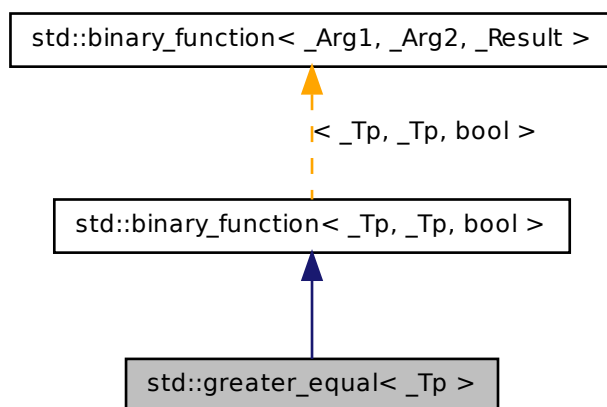 std::binary_function< _Arg1, _Arg2, _Result >
< _Tp, _Tp, bool >
std::binary_function< _Tp, _Tp, bool >
std::greater_equal< _Tp >